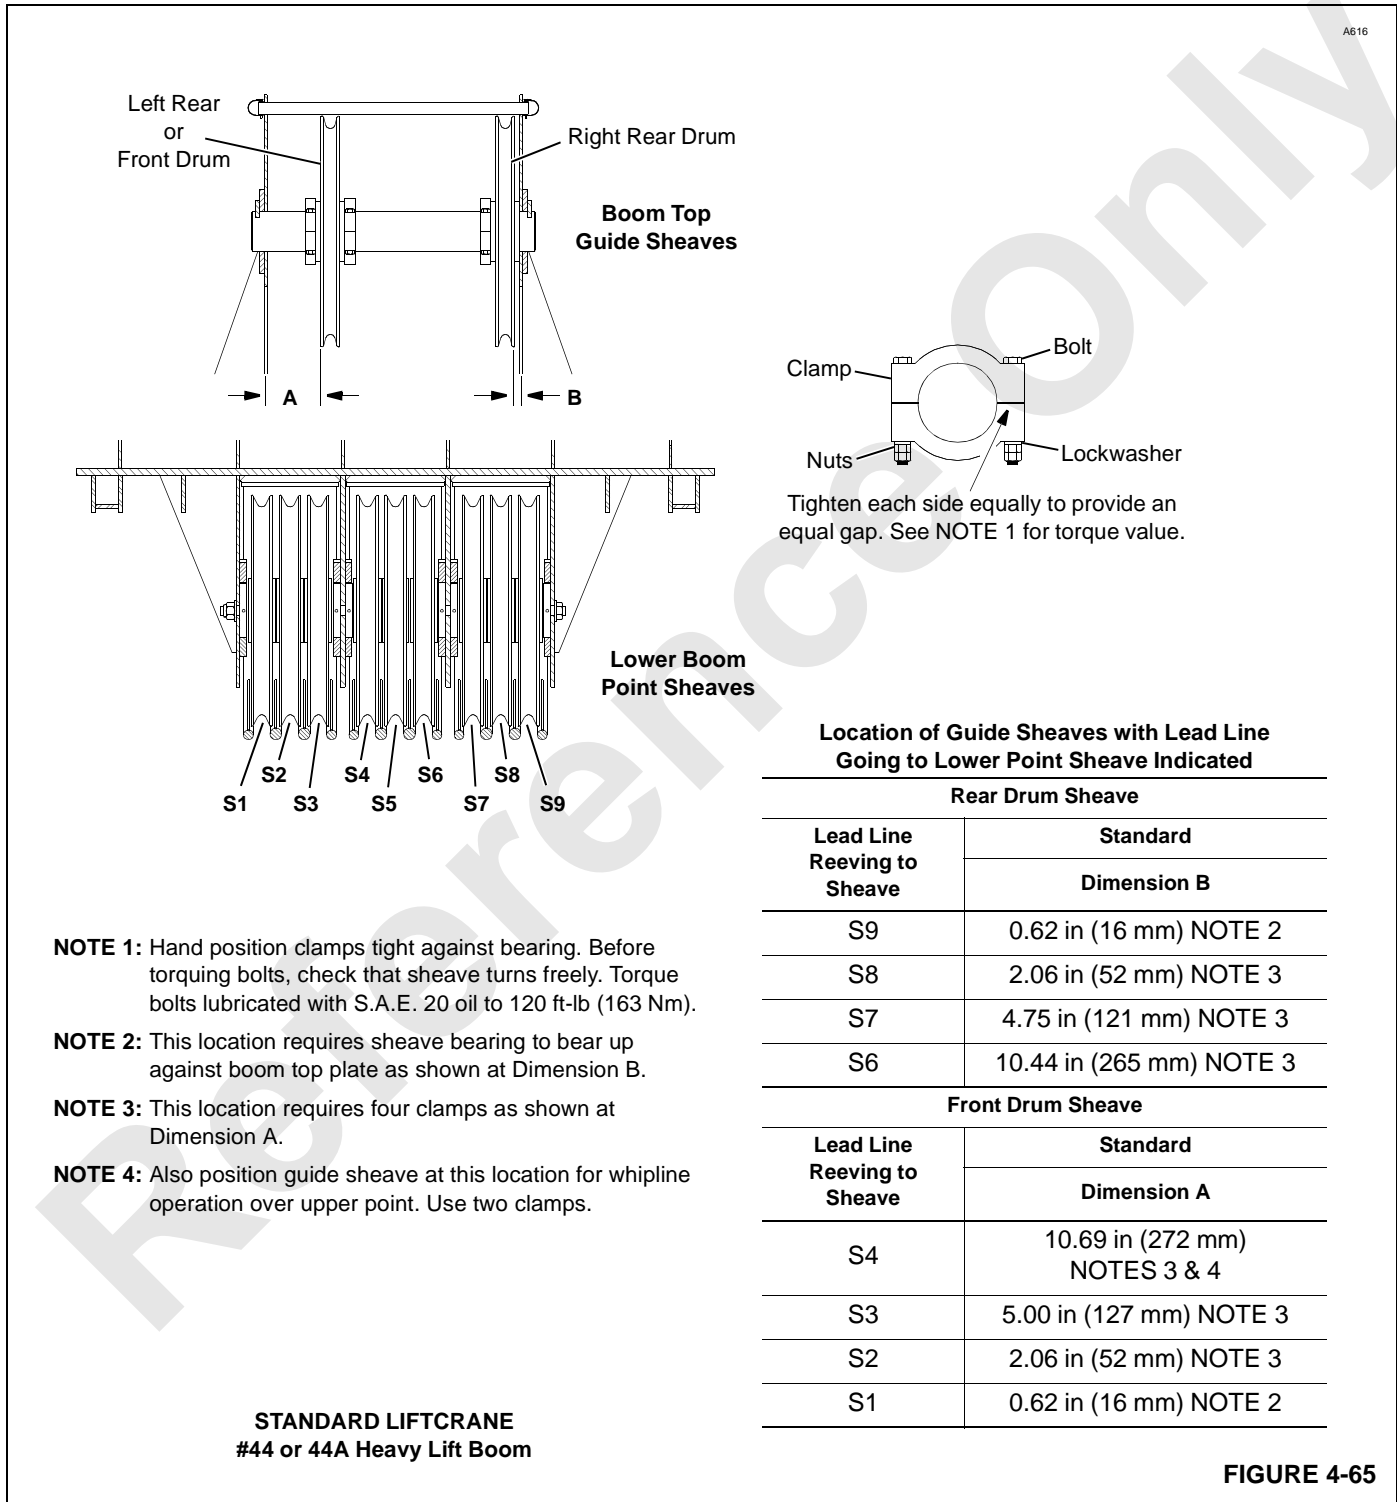 A616
Left Rear
or
Front Drum
Right Rear Drum
Boom Top
Guide Sheaves
A
B
Clamp
Bolt
Nuts
Lockwasher
Tighten each side equally to provide an
equal gap. See NOTE 1 for torque value.
Lower Boom
Point Sheaves
S2 S4 S6 S8
S1 S3 S5 S7 S9
Location of Guide Sheaves with Lead Line
Going to Lower Point Sheave Indicated
Rear Drum Sheave
Lead Line
Reeving to
Sheave
Standard
Dimension B
S9 0.62 in (16 mm) NOTE 2
S8 2.06 in (52 mm) NOTE 3
S7 4.75 in (121 mm) NOTE 3
S6 10.44 in (265 mm) NOTE 3
Front Drum Sheave
Lead Line
Reeving to
Sheave
Standard
Dimension A
S4 10.69 in (272 mm)
NOTES 3 & 4
S3 5.00 in (127 mm) NOTE 3
S2 2.06 in (52 mm) NOTE 3
S1 0.62 in (16 mm) NOTE 2
NOTE 1: Hand position clamps tight against bearing. Before
torquing bolts, check that sheave turns freely. Torque
bolts lubricated with S.A.E. 20 oil to 120 ft-lb (163 Nm).
NOTE 2: This location requires sheave bearing to bear up
against boom top plate as shown at Dimension B.
NOTE 3: This location requires four clamps as shown at
Dimension A.
NOTE 4: Also position guide sheave at this location for whipline
operation over upper point. Use two clamps.
STANDARD LIFTCRANE
#44 or 44A Heavy Lift Boom
FIGURE 4-65
Reference Only